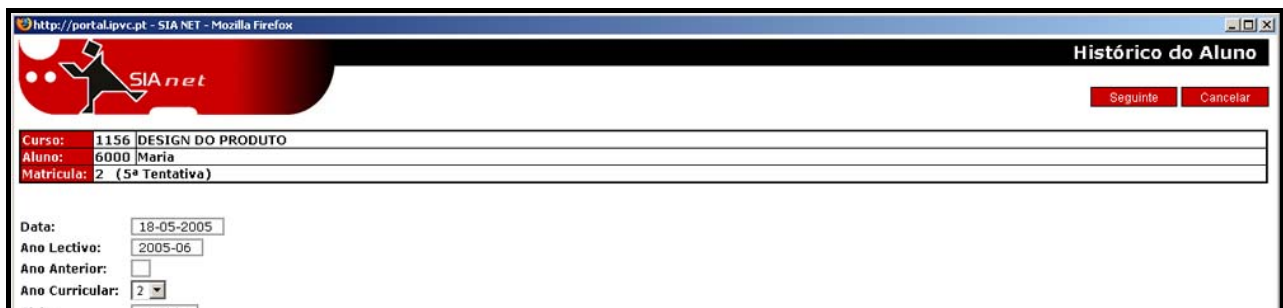 http://portal.ipvc.pt - SIA NET - Mozilla Firefox
Histórico do Aluno
SIA net
Seguinte Cancelar
Curso: 1156 DESIGN DO PRODUTO
Aluno: 6000 Maria
Matricula: 2 (5ª Tentativa)
Data: 18-05-2005
Ano Lectivo: 2005-06
Ano Anterior:
Ano Curricular: 2